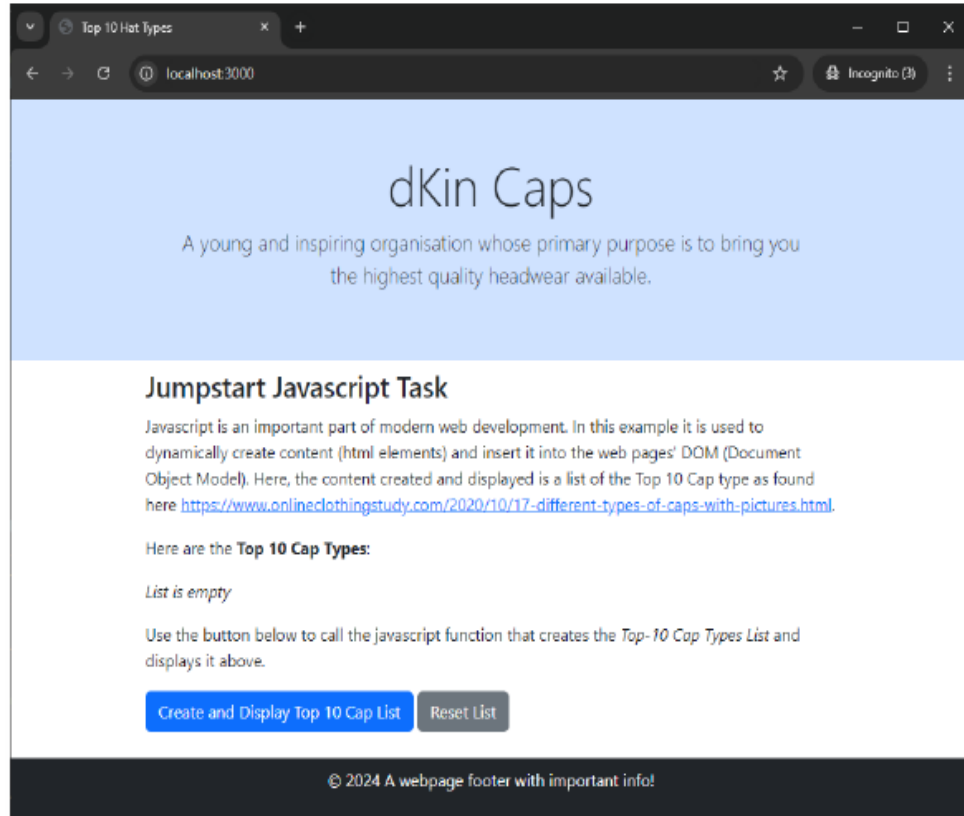 Top 10 Hat Types
localhost:3000
Incognito (3)
dKin Caps
A young and inspiring organisation whose primary purpose is to bring you
the highest quality headwear available.
Jumpstart Javascript Task
Javascript is an important part of modern web development. In this example it is used to
dynamically create content (html elements) and insert it into the web pages' DOM (Document
Object Model). Here, the content created and displayed is a list of the Top 10 Cap type as found
here https://www.onlineclothingstudy.com/2020/10/17-different-types-of-caps-with-pictures.html.
Here are the Top 10 Cap Types:
List is empty
Use the button below to call the javascript function that creates the Top-10 Cap Types List and
displays it above.
Create and Display Top 10 Cap List
Reset List
© 2024 A webpage footer with important info!